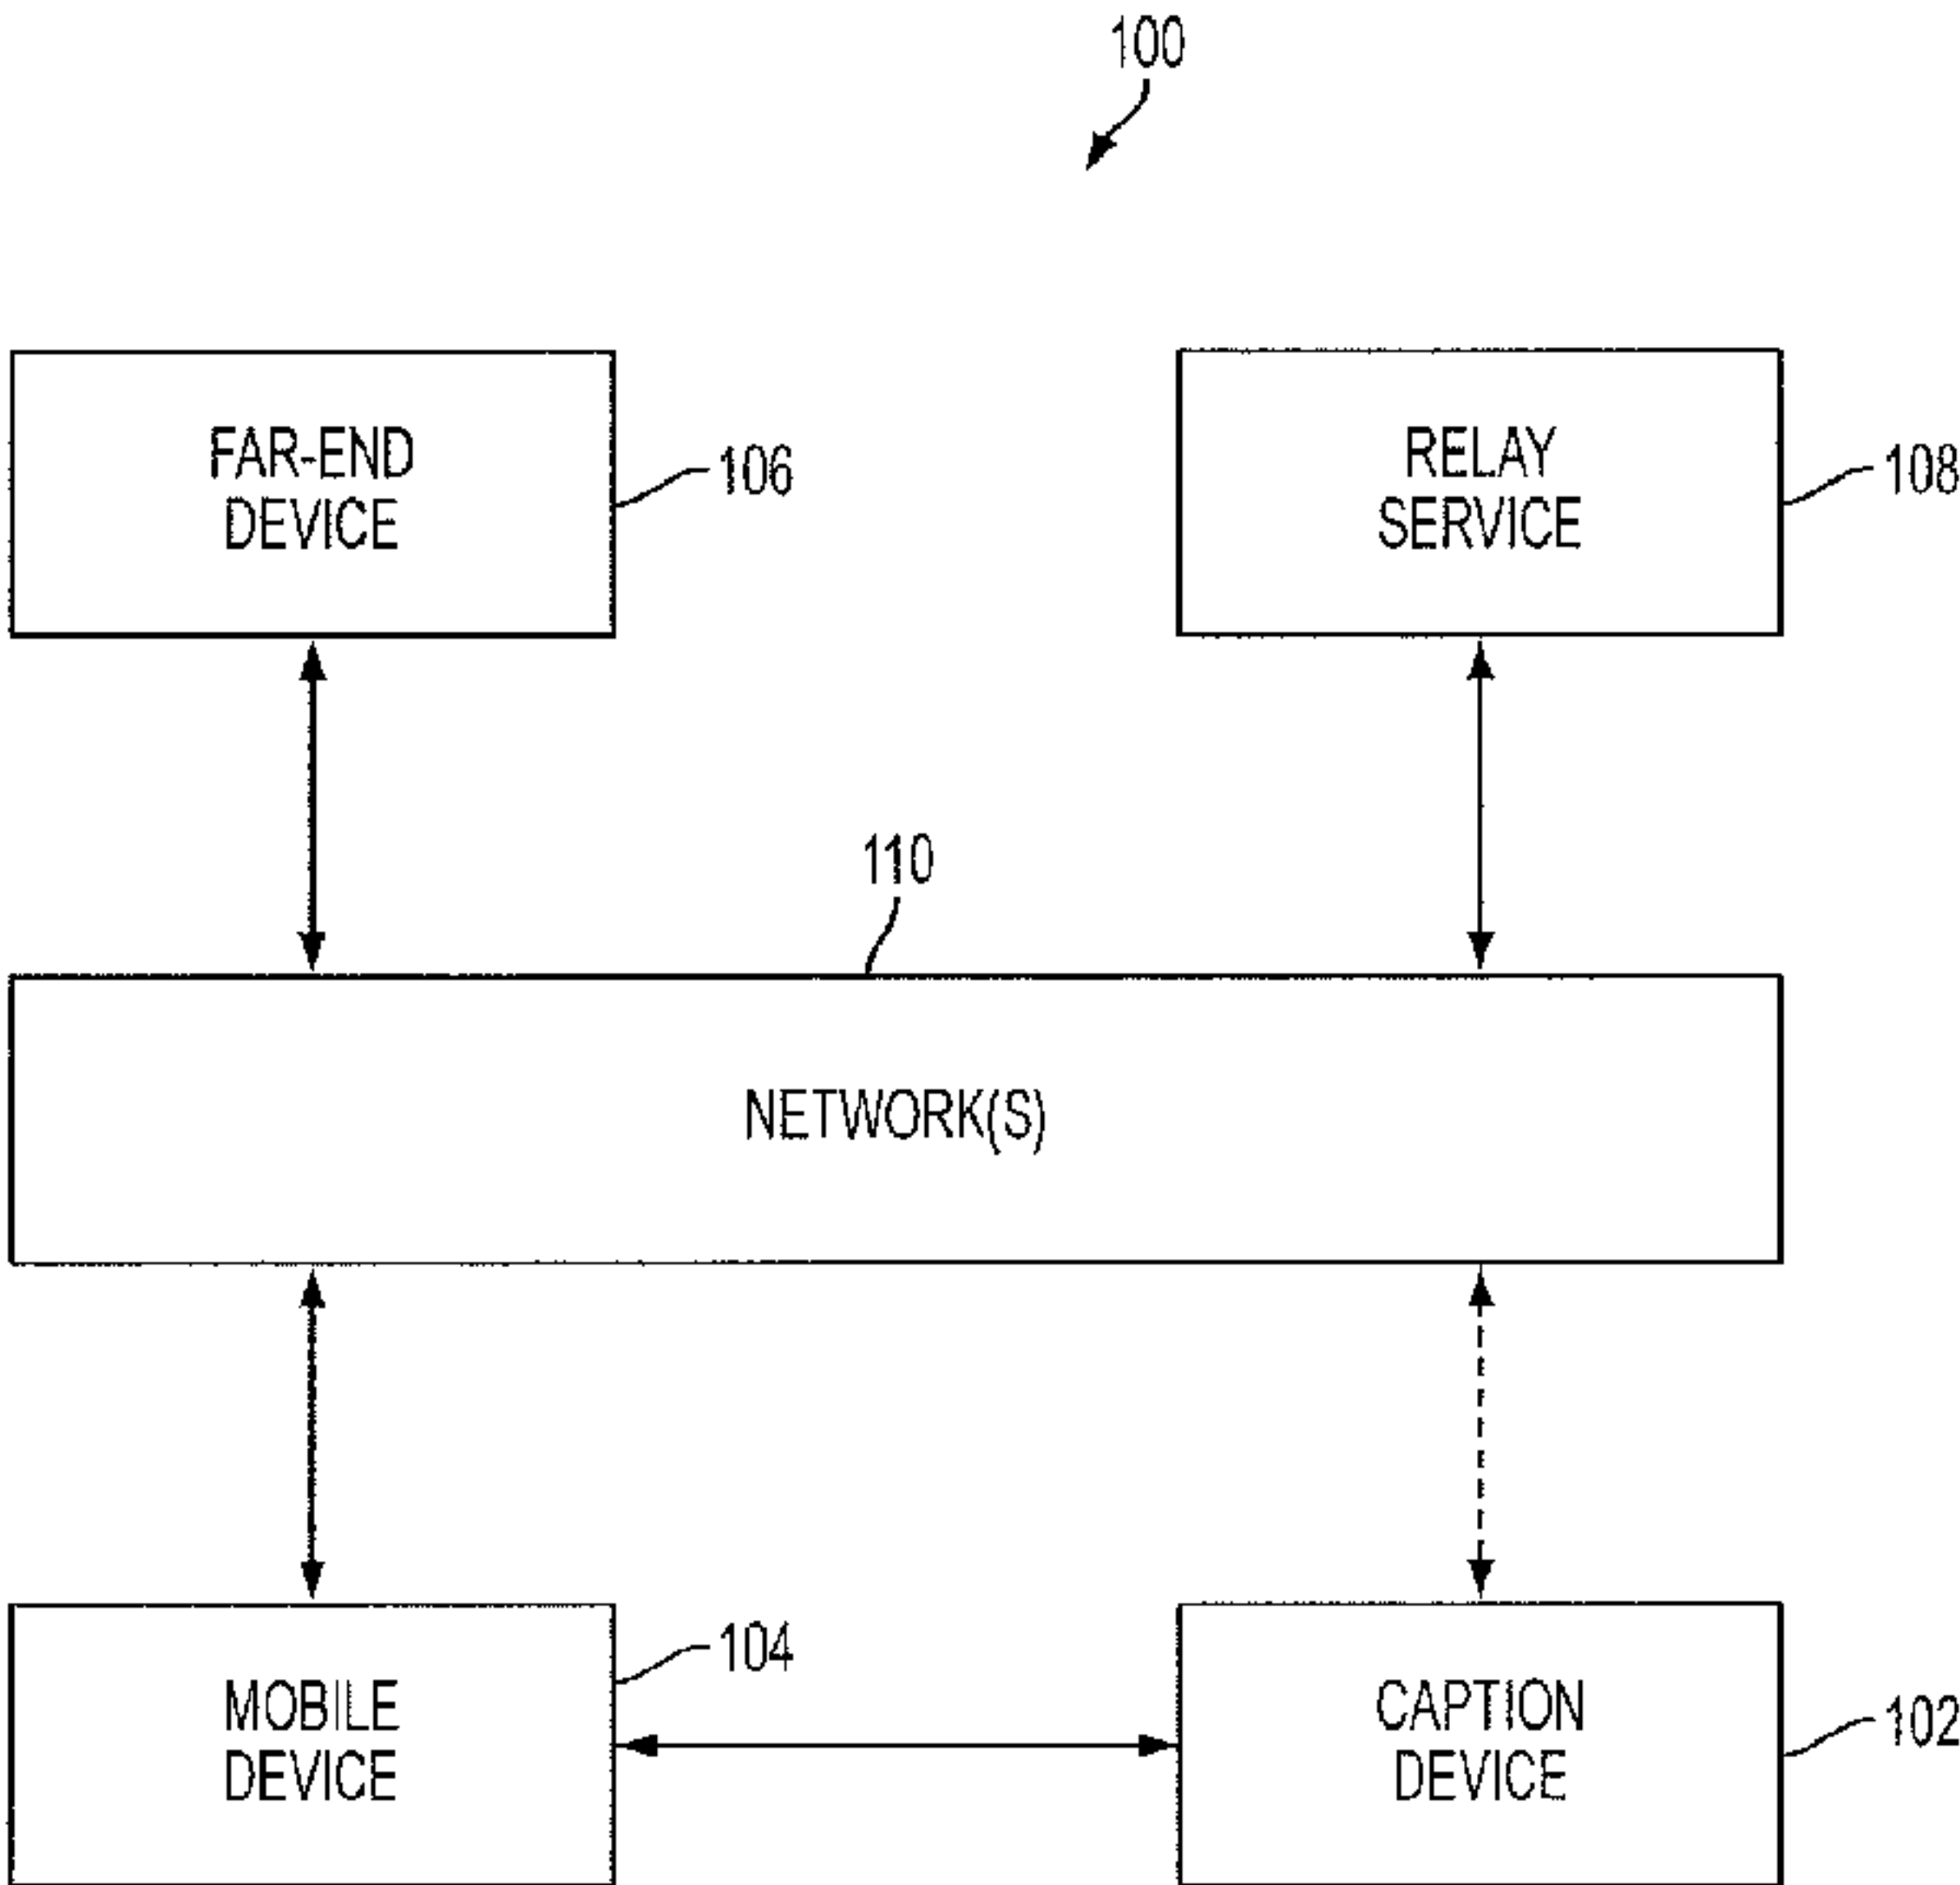 100
FAR-END
DEVICE
106
RELAY
SERVICE
108
110
NETWORK(S)
MOBILE
DEVICE
104
CAPTION
DEVICE
102